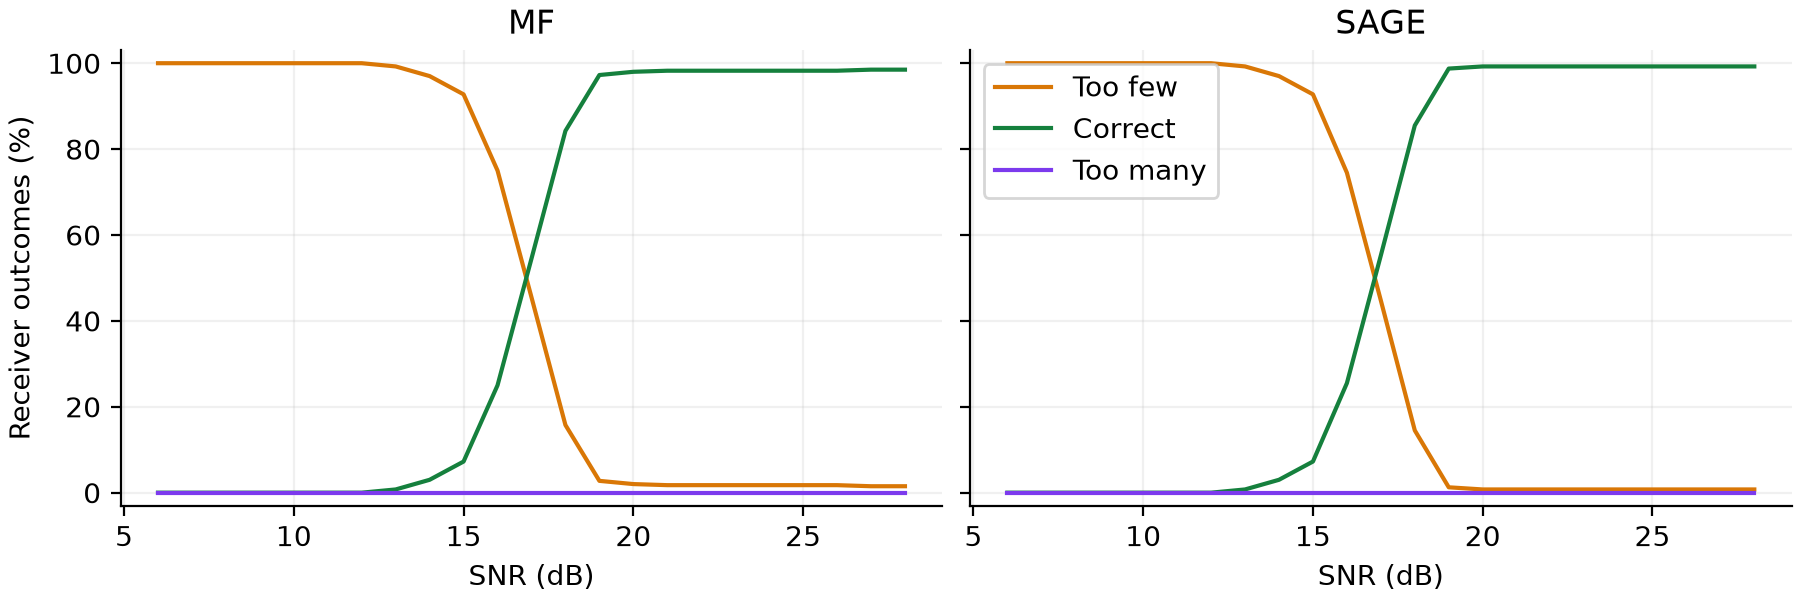 MF
SAGE
Receiver outcomes (%)
100
80
60
40
20
0
5 10 15 20 25
SNR (dB)
Too few
Correct
Too many
5 10 15 20 25
SNR (dB)